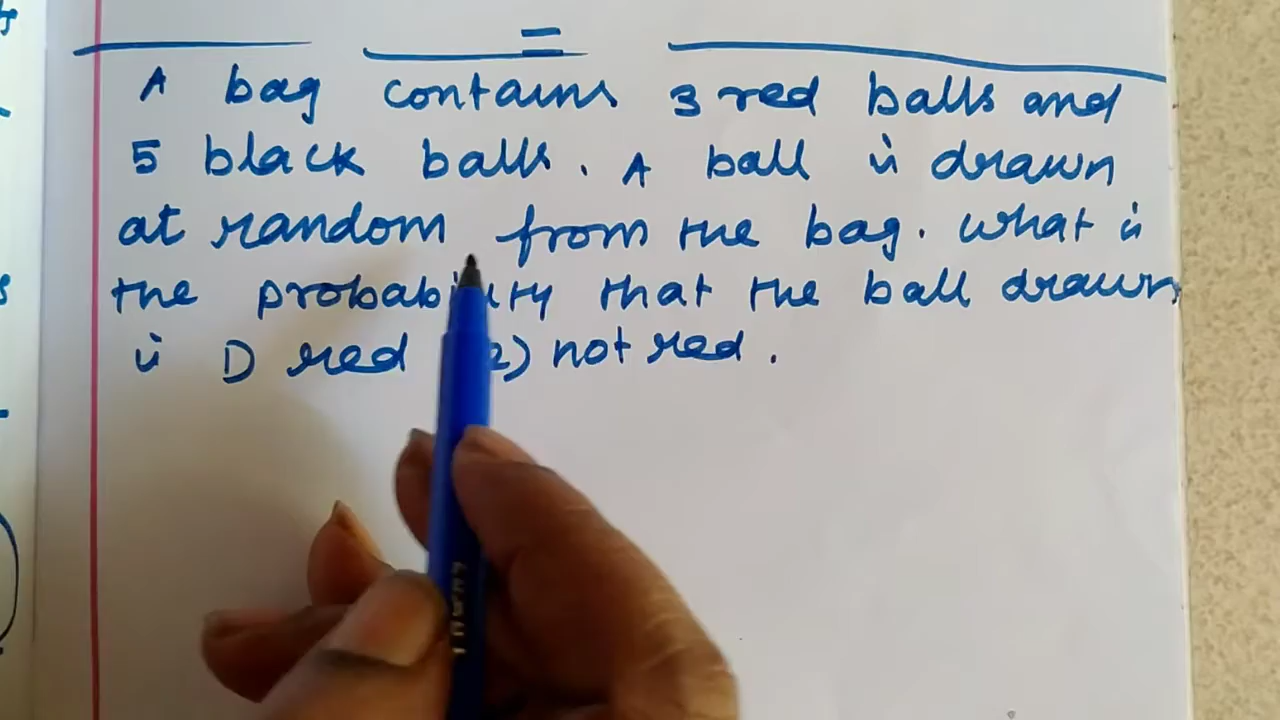 A bag contains 3 red balls and
5 black balls. A ball is drawn
at random from the bag. What is
the probability that the ball drawn
is 1) red 2) not red.